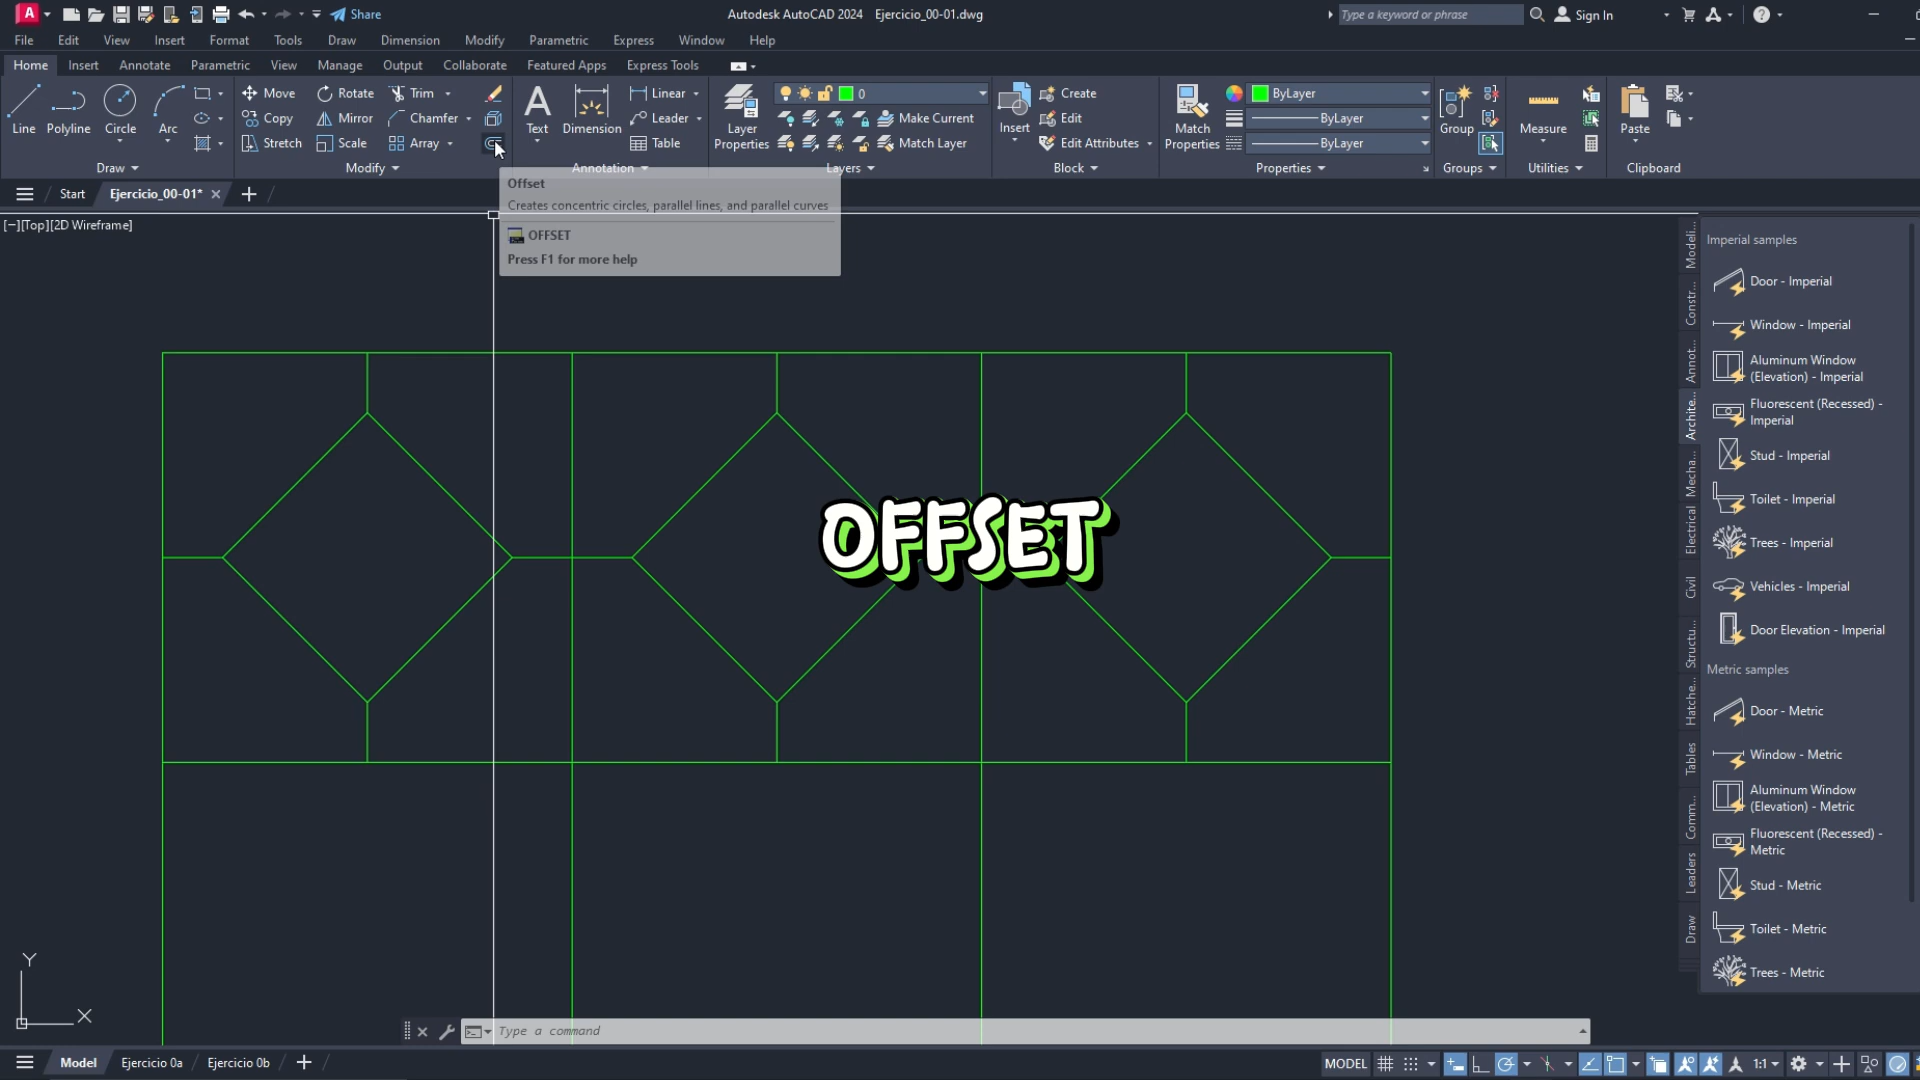 A Share Autodesk AutoCAD 2024 Ejercicio_00-01.dwg Type a keyword or phrase Sign In
File Edit View Insert Format Tools Draw Dimension Modify Parametric Express Window Help
Home Insert Annotate Parametric View Manage Output Collaborate Featured Apps Express Tools
Line Polyline Circle Arc
Move Rotate Trim
Copy Mirror Chamfer
Stretch Scale Array
Text Dimension
Linear
Leader
Table
Layer Properties
0
Make Current
Match Layer
Insert
Create
Edit
Edit Attributes
Match Properties
ByLayer
ByLayer
ByLayer
Group
Measure
Paste
Draw Modify Annotation Layers Block Properties Groups Utilities Clipboard
Start Ejercicio_00-01*
[−][Top][2D Wireframe]
Offset
Creates concentric circles, parallel lines, and parallel curves
OFFSET
Press F1 for more help
OFFSET
Modeli...
Constr...
Annot...
Archite...
Mecha...
Electrical
Civil
Structu...
Hatche...
Tables
Comm...
Leaders
Draw
Imperial samples
Door - Imperial
Window - Imperial
Aluminum Window
(Elevation) - Imperial
Fluorescent (Recessed) -
Imperial
Stud - Imperial
Toilet - Imperial
Trees - Imperial
Vehicles - Imperial
Door Elevation - Imperial
Metric samples
Door - Metric
Window - Metric
Aluminum Window
(Elevation) - Metric
Fluorescent (Recessed) -
Metric
Stud - Metric
Toilet - Metric
Trees - Metric
Y
X
Type a command
Model Ejercicio 0a Ejercicio 0b
MODEL 1:1